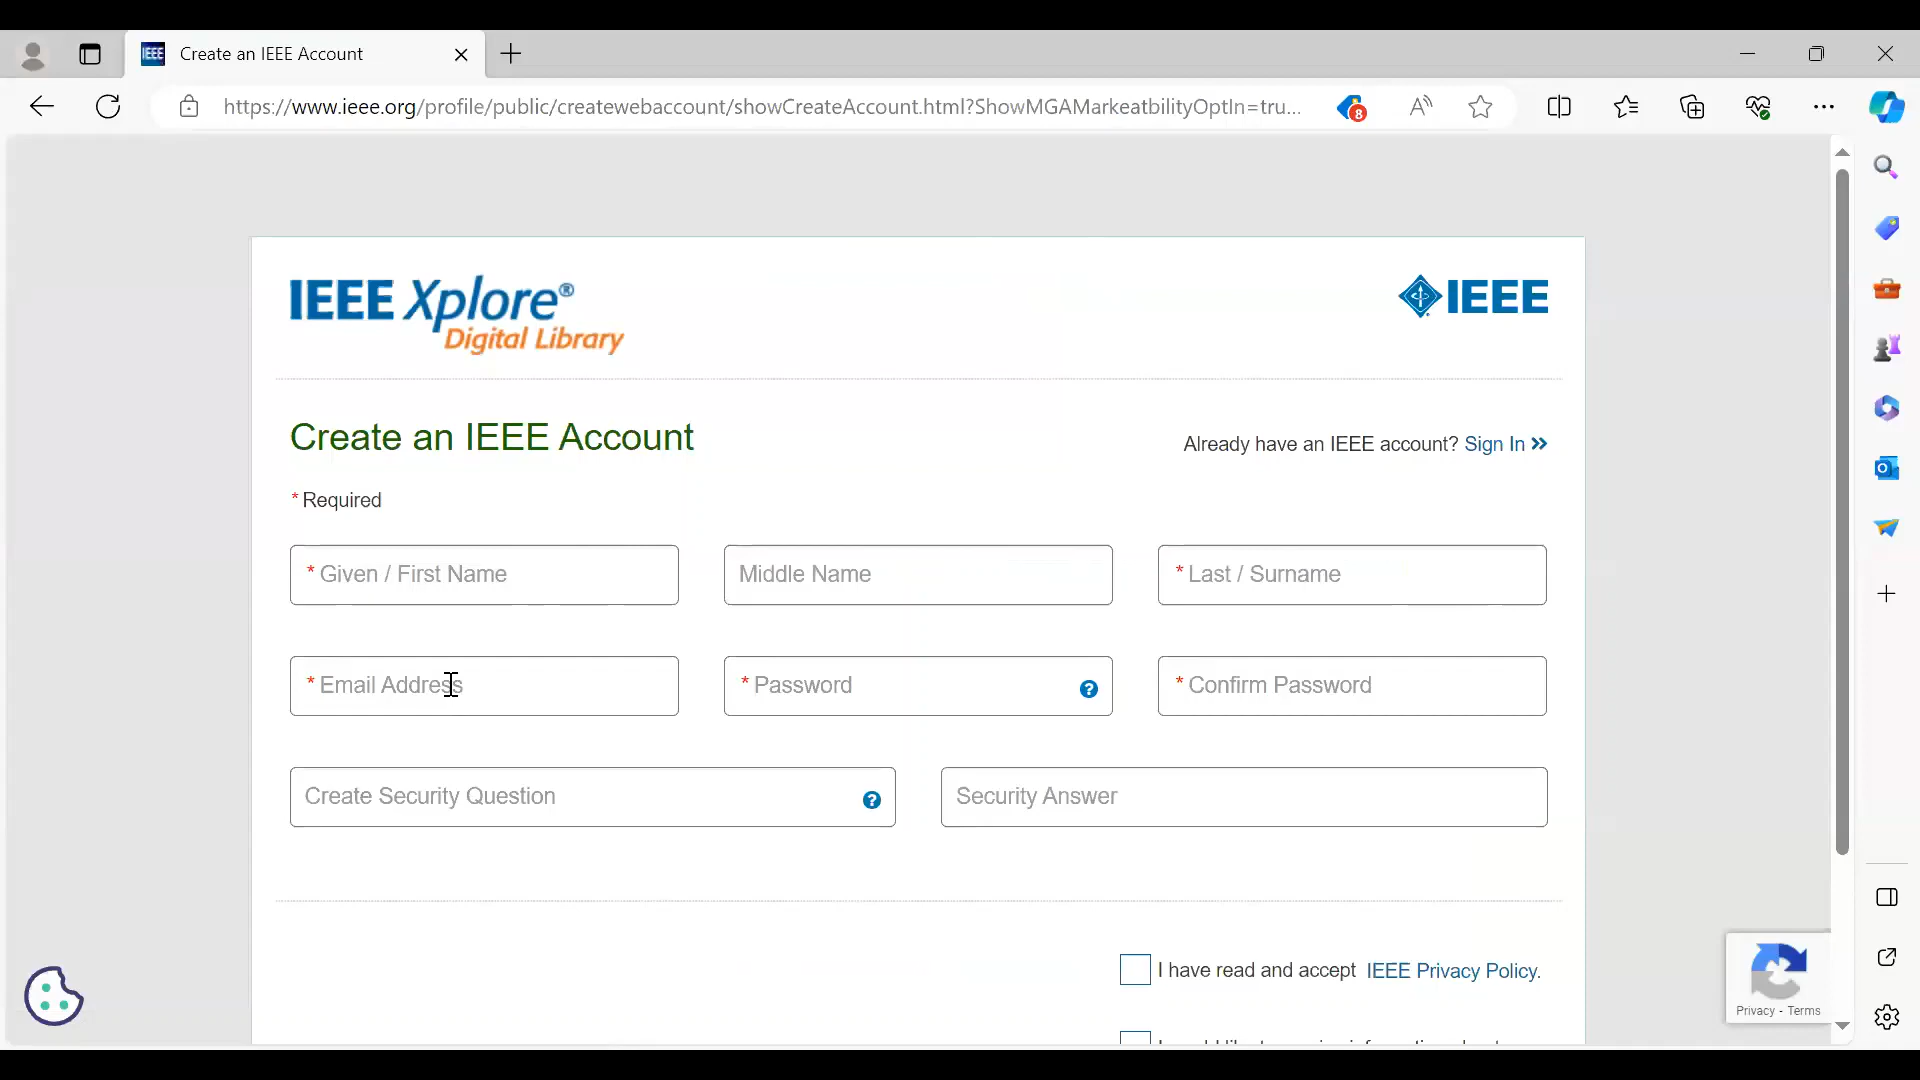 IEEE Create an IEEE Account
https://www.ieee.org/profile/public/createwebaccount/showCreateAccount.html?ShowMGAMarkeatbilityOptIn=tru...
8
IEEE Xplore®
Digital Library
IEEE
Create an IEEE Account
Already have an IEEE account? Sign In »
* Required
* Given / First Name
Middle Name
* Last / Surname
* Email Address
* Password
?
* Confirm Password
Create Security Question
?
Security Answer
I have read and accept IEEE Privacy Policy.
Privacy - Terms